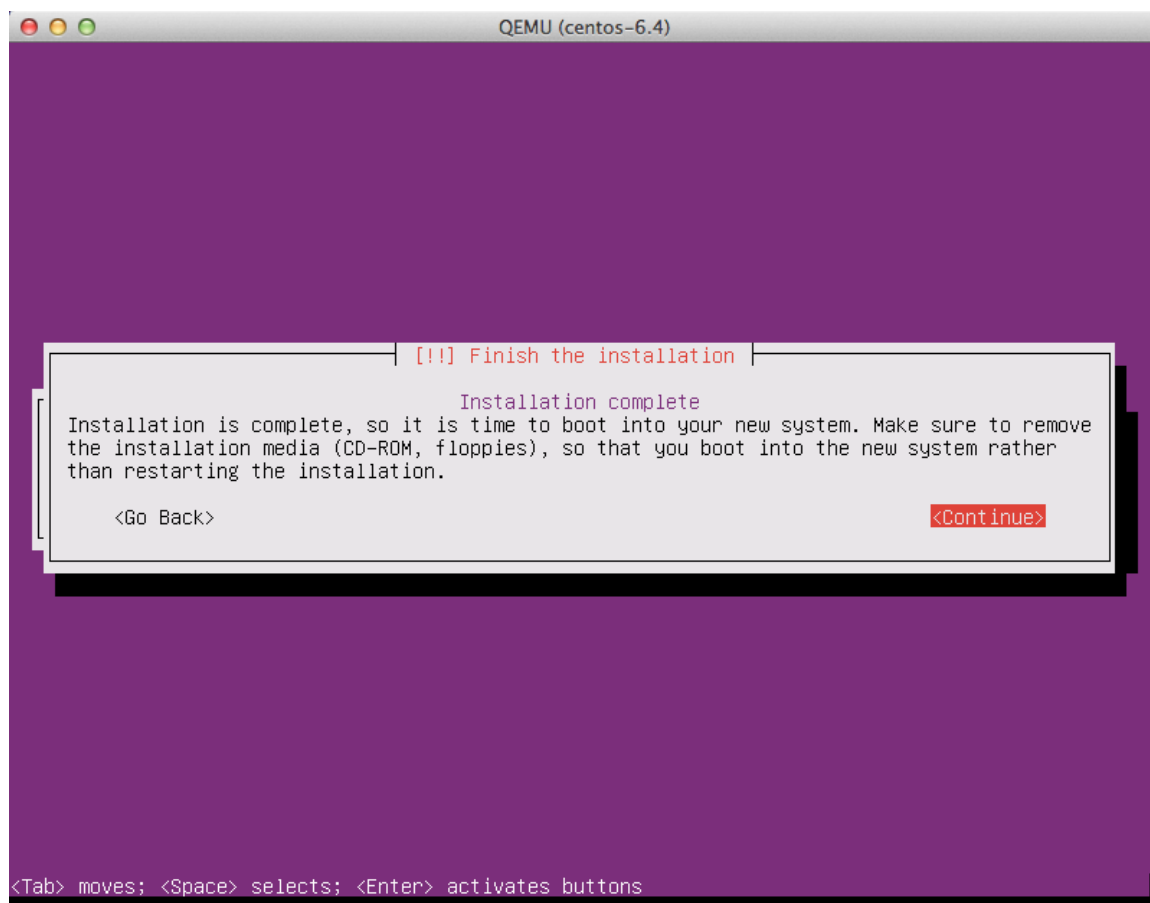 QEMU (centos-6.4)
[!!] Finish the installation
Installation complete
Installation is complete, so it is time to boot into your new system. Make sure to remove
the installation media (CD-ROM, floppies), so that you boot into the new system rather
than restarting the installation.
<Go Back> <Continue>
<Tab> moves; <Space> selects; <Enter> activates buttons